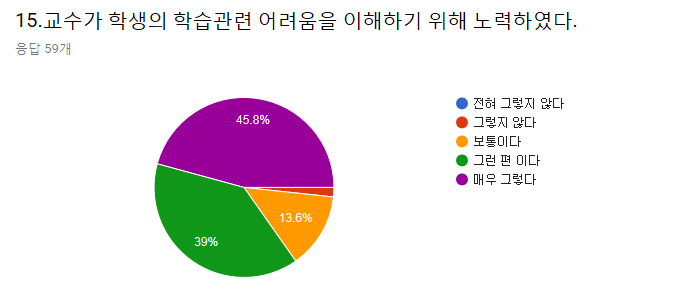 15.교수가 학생의 학습관련 어려움을 이해하기 위해 노력하였다.
응답 59개
45.8%
13.6%
39%
전혀 그렇지 않다
그렇지 않다
보통이다
그런 편 이다
매우 그렇다